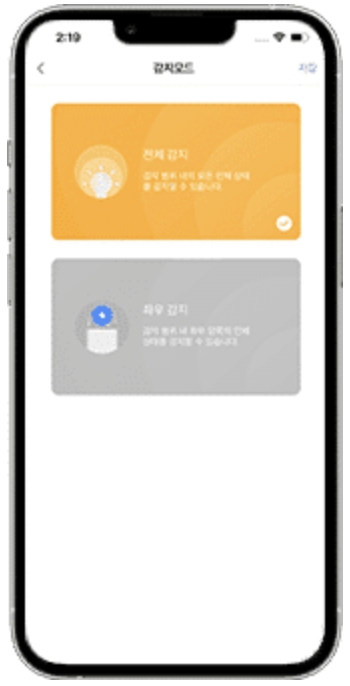 2:19
감지모드
저장
전체 감지
감지 범위 내의 모든 인체 상태
를 감지할 수 있습니다.
좌우 감지
감지 범위 내 좌우 양쪽의 인체
상태를 감지할 수 있습니다.